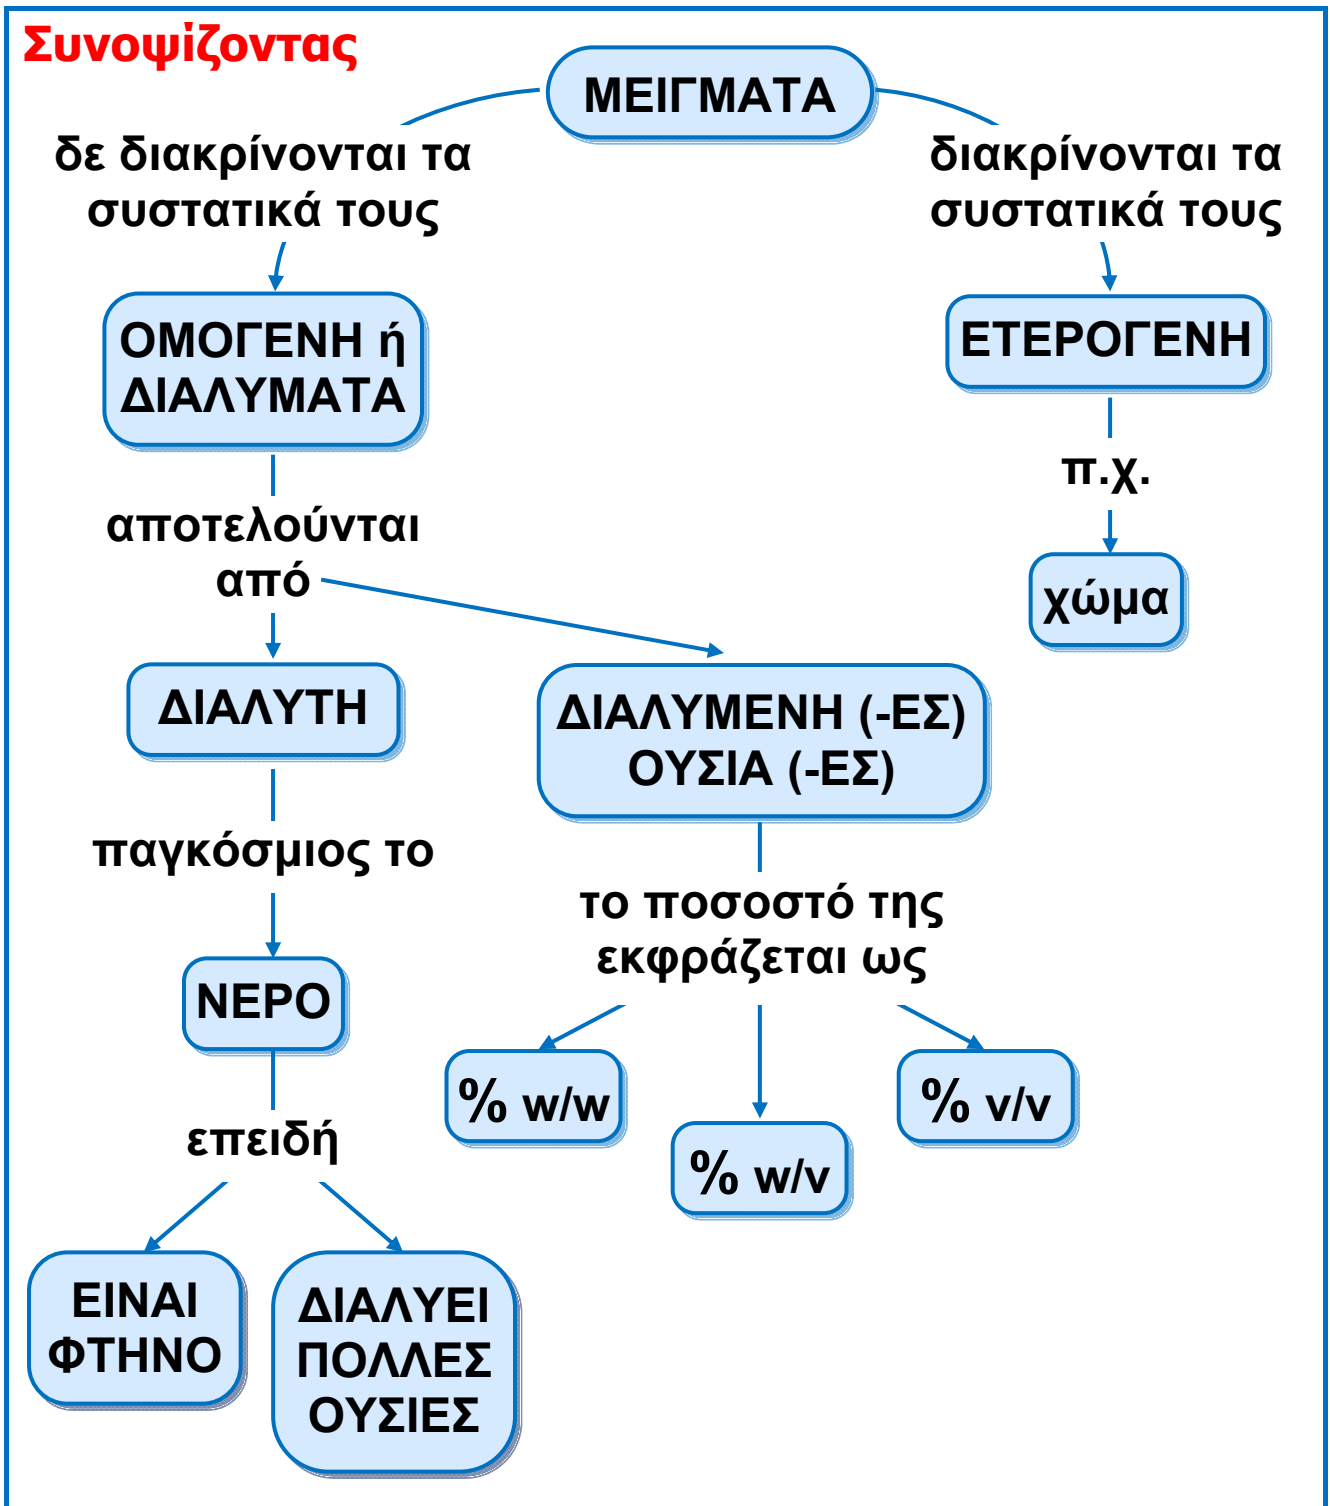 Συνοψίζοντας
ΜΕΙΓΜΑΤΑ
δε διακρίνονται τα
συστατικά τους
διακρίνονται τα
συστατικά τους
ΟΜΟΓΕΝΗ ή
ΔΙΑΛΥΜΑΤΑ
ΕΤΕΡΟΓΕΝΗ
π.χ.
χώμα
αποτελούνται
από
ΔΙΑΛΥΤΗ
ΔΙΑΛΥΜΕΝΗ (-ΕΣ)
ΟΥΣΙΑ (-ΕΣ)
παγκόσμιος το
το ποσοστό της
εκφράζεται ως
ΝΕΡΟ
% w/w
% w/v
% v/v
επειδή
ΕΙΝΑΙ
ΦΤΗΝΟ
ΔΙΑΛΥΕΙ
ΠΟΛΛΕΣ
ΟΥΣΙΕΣ